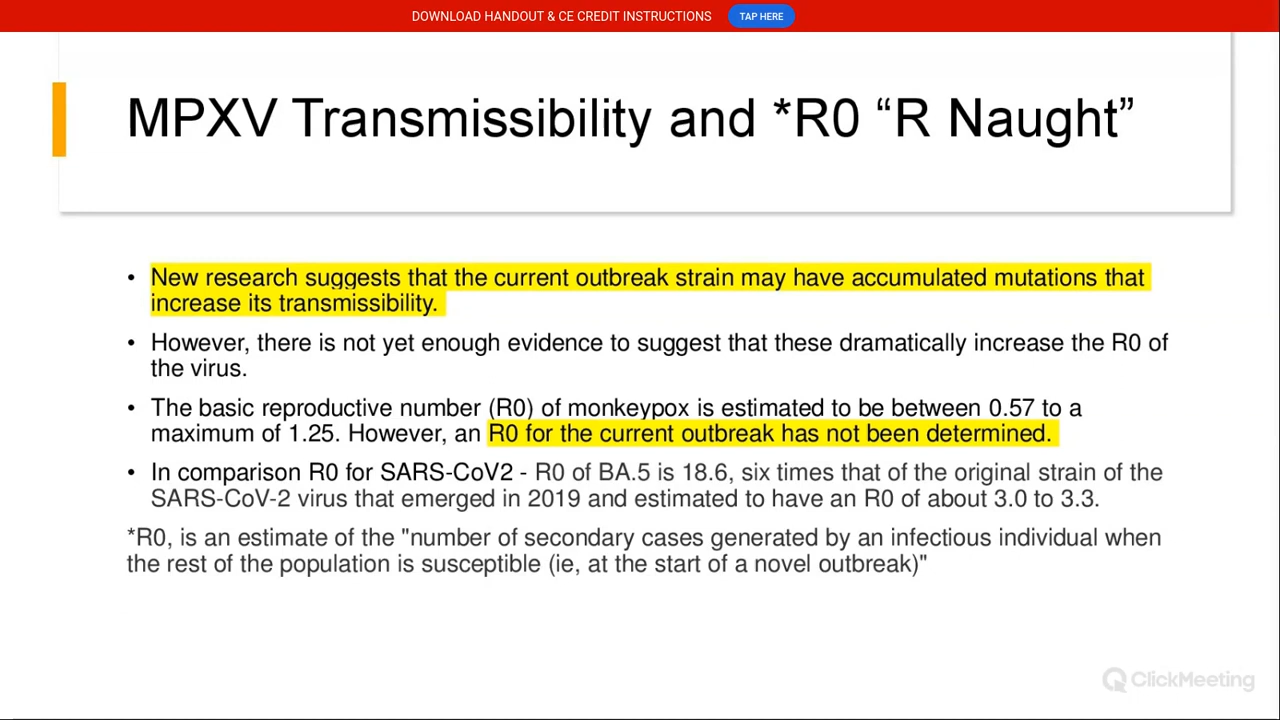 DOWNLOAD HANDOUT & CE CREDIT INSTRUCTIONS TAP HERE
MPXV Transmissibility and *R0 “R Naught”
• New research suggests that the current outbreak strain may have accumulated mutations that
increase its transmissibility.
• However, there is not yet enough evidence to suggest that these dramatically increase the R0 of
the virus.
• The basic reproductive number (R0) of monkeypox is estimated to be between 0.57 to a
maximum of 1.25. However, an R0 for the current outbreak has not been determined.
• In comparison R0 for SARS-CoV2 - R0 of BA.5 is 18.6, six times that of the original strain of the
SARS-CoV-2 virus that emerged in 2019 and estimated to have an R0 of about 3.0 to 3.3.
*R0, is an estimate of the "number of secondary cases generated by an infectious individual when
the rest of the population is susceptible (ie, at the start of a novel outbreak)"
ClickMeeting